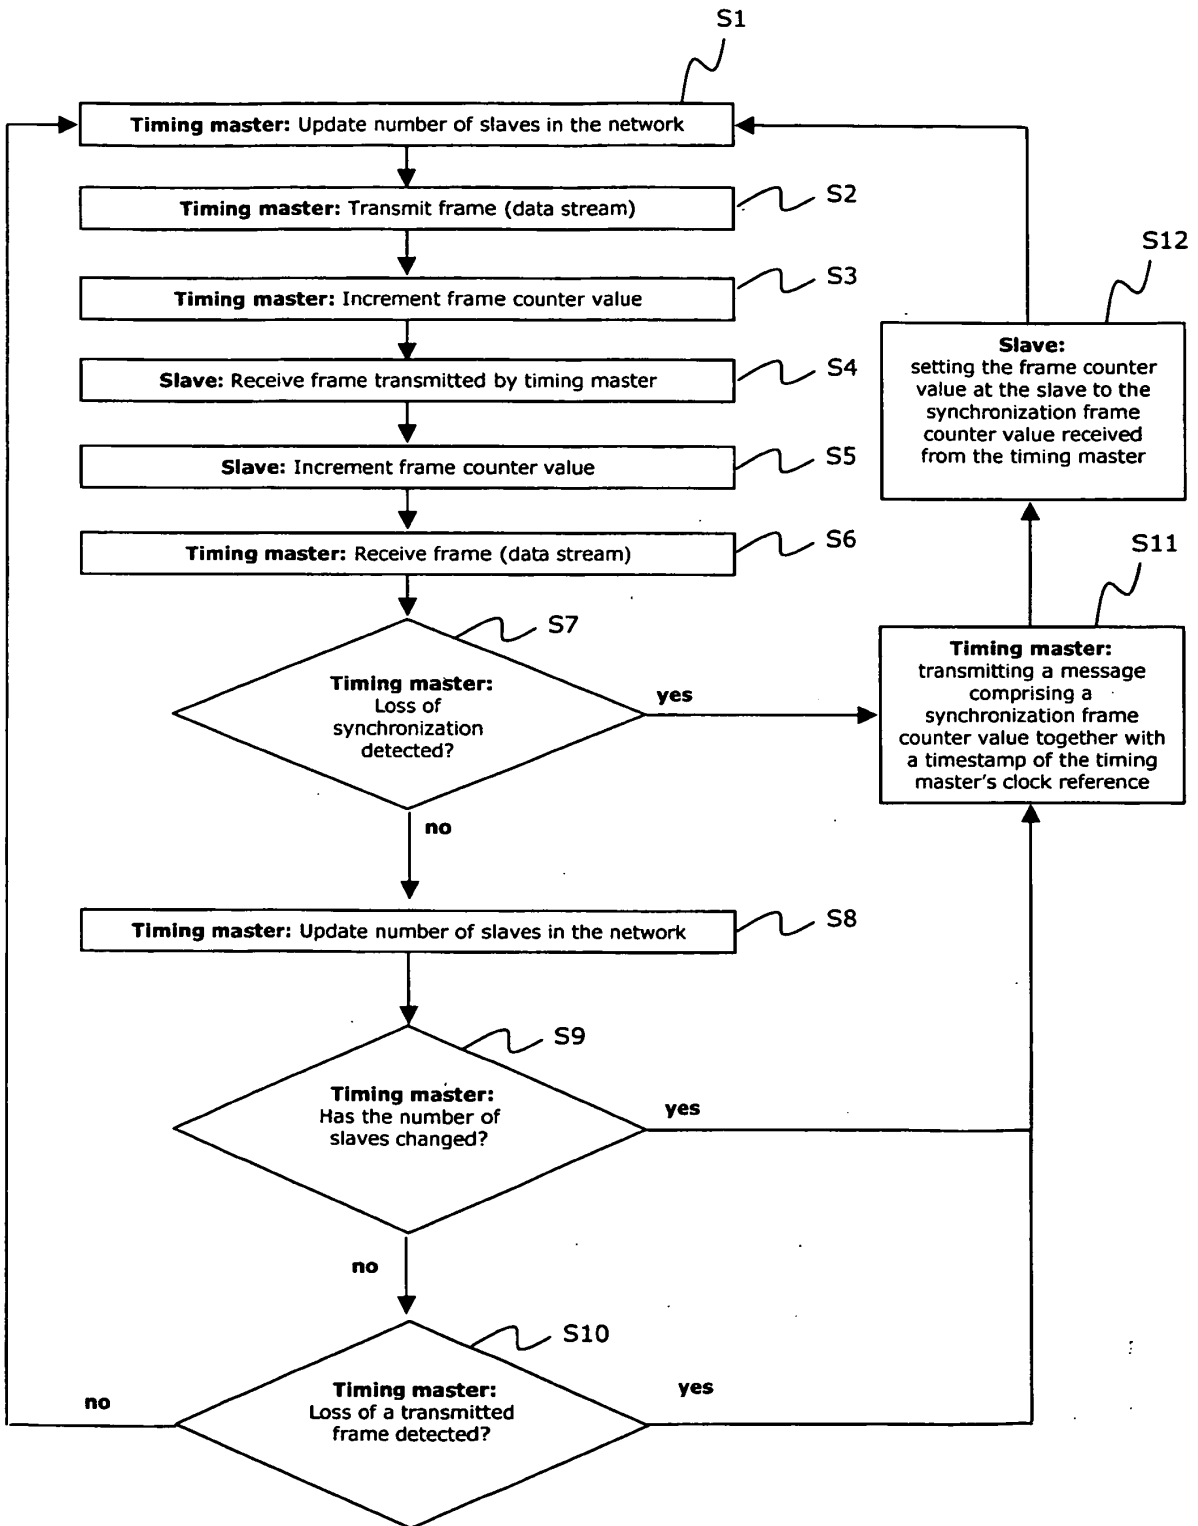 S1
Timing master: Update number of slaves in the network
Timing master: Transmit frame (data stream)
S2
Timing master: Increment frame counter value
S3
Slave: Receive frame transmitted by timing master
S4
Slave: Increment frame counter value
S5
Timing master: Receive frame (data stream)
S6
S7
Timing master:
Loss of
synchronization
detected?
yes
no
Timing master: Update number of slaves in the network
S8
S9
Timing master:
Has the number of
slaves changed?
yes
no
S10
Timing master:
Loss of a transmitted
frame detected?
yes
no
S11
Timing master:
transmitting a message
comprising a
synchronization frame
counter value together with
a timestamp of the timing
master's clock reference
S12
Slave:
setting the frame counter
value at the slave to the
synchronization frame
counter value received
from the timing master